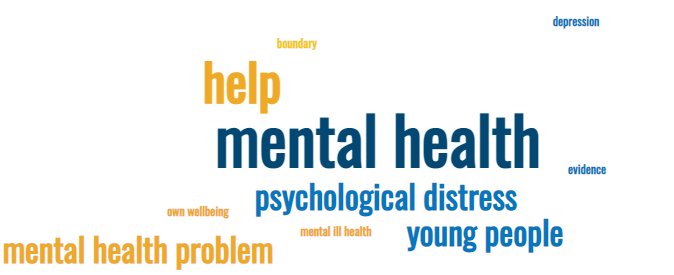 depression
boundary
help
mental health
evidence
psychological distress
own wellbeing
mental ill health
young people
mental health problem